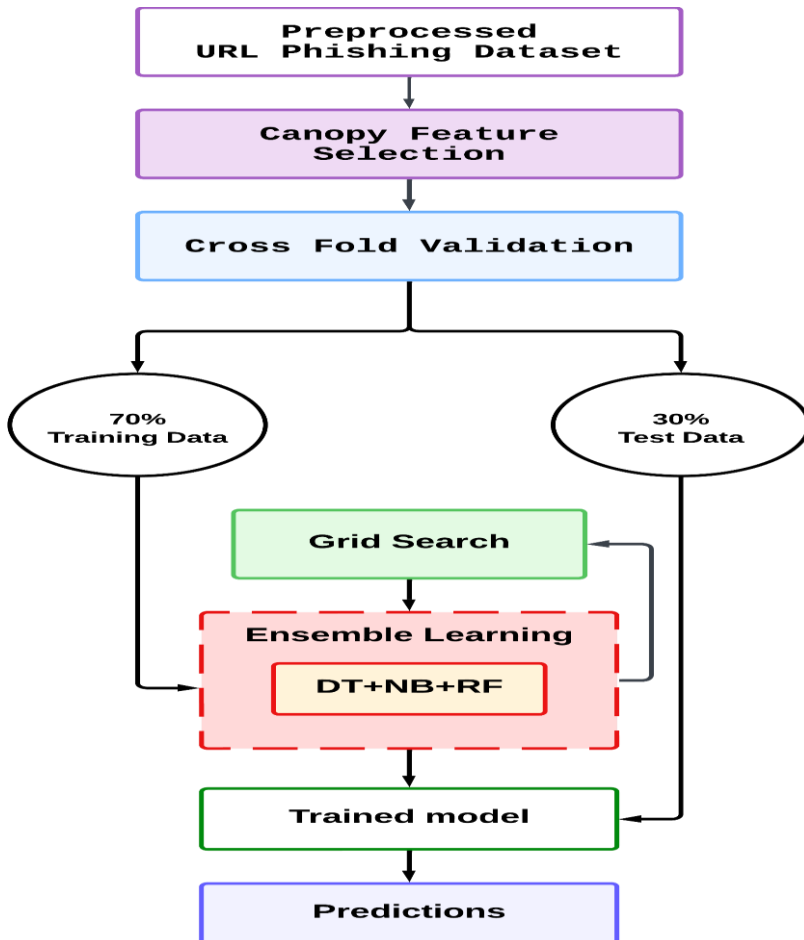 Preprocessed
URL Phishing Dataset
Canopy Feature
Selection
Cross Fold Validation
70%
Training Data
30%
Test Data
Grid Search
Ensemble Learning
DT+NB+RF
Trained model
Predictions